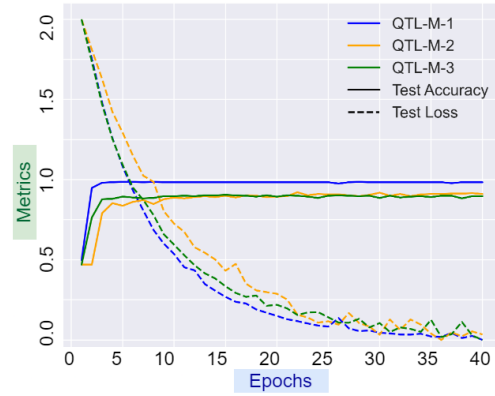 QTL-M-1
QTL-M-2
QTL-M-3
Test Accuracy
Test Loss
Metrics
2.0
1.5
1.0
0.5
0.0
0 5 10 15 20 25 30 35 40
Epochs